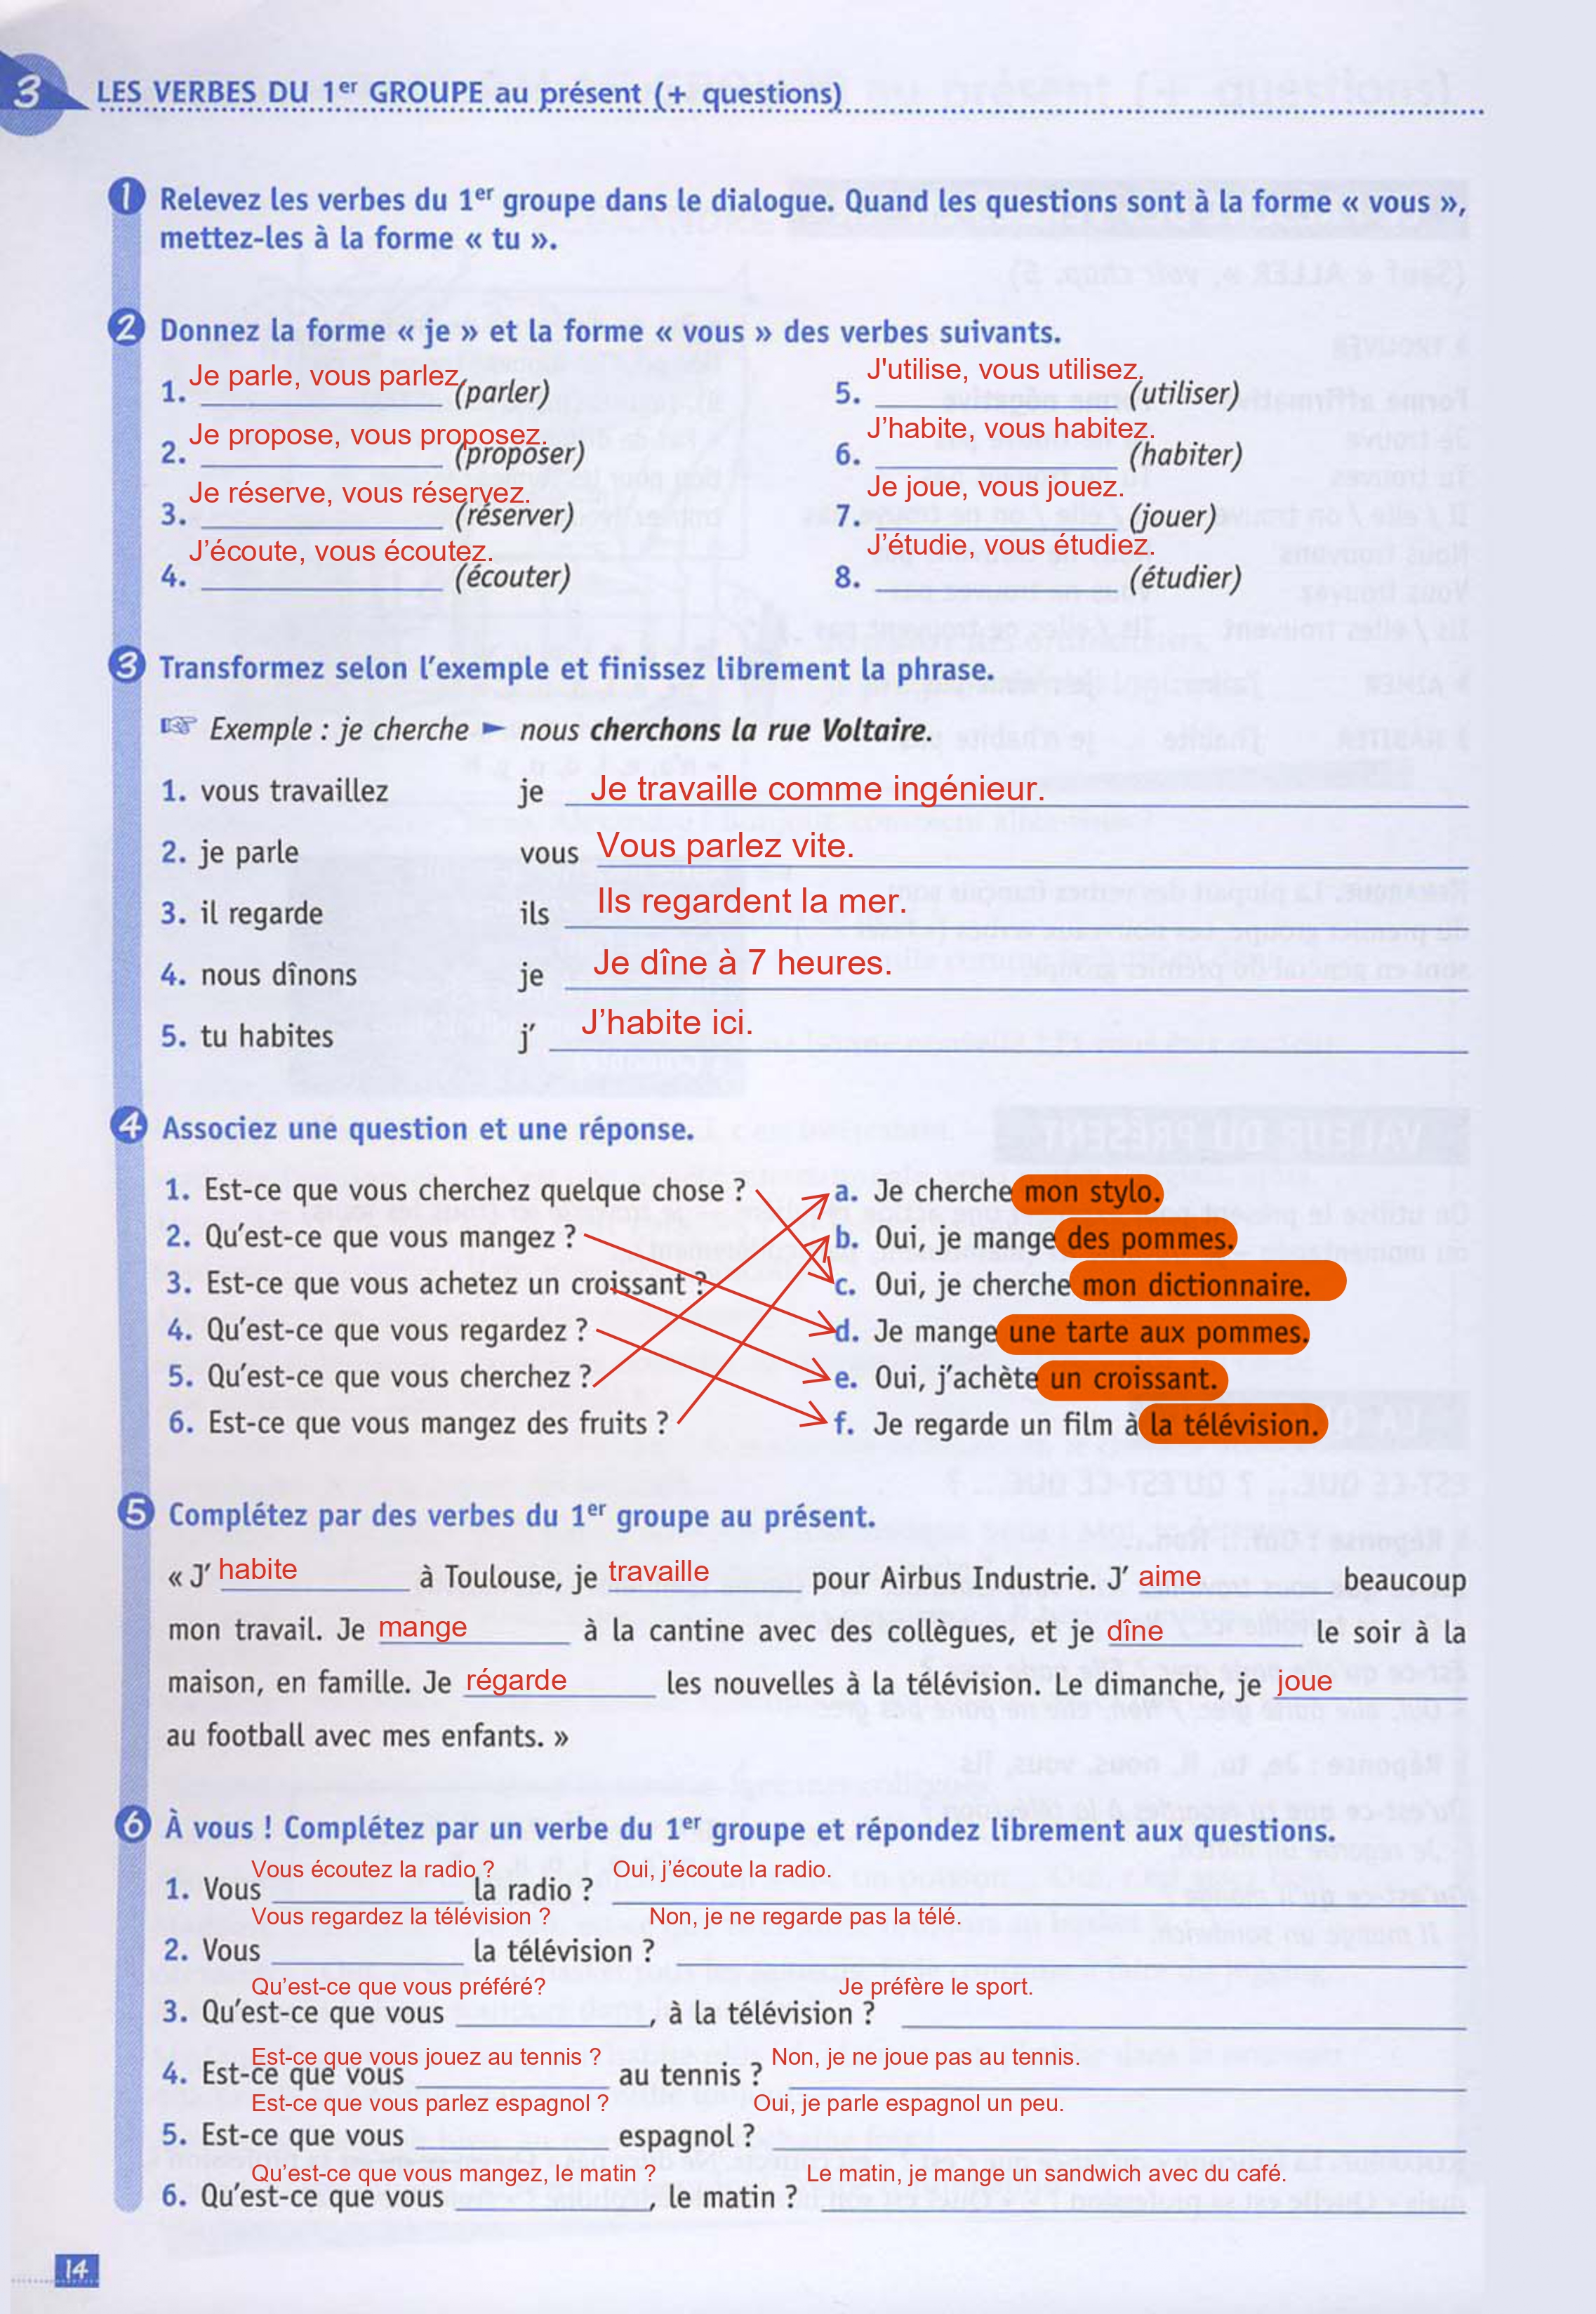 3 LES VERBES DU 1er GROUPE au présent (+ questions)
1 Relevez les verbes du 1er groupe dans le dialogue. Quand les questions sont à la forme « vous »,
mettez-les à la forme « tu ».
2 Donnez la forme « je » et la forme « vous » des verbes suivants.
1. Je parle, vous parlez. (parler)
2. Je propose, vous proposez. (proposer)
3. Je réserve, vous réservez. (réserver)
4. J’écoute, vous écoutez. (écouter)
5. J'utilise, vous utilisez. (utiliser)
6. J’habite, vous habitez. (habiter)
7. Je joue, vous jouez. (jouer)
8. J’étudie, vous étudiez. (étudier)
3 Transformez selon l’exemple et finissez librement la phrase.
☞ Exemple : je cherche ► nous cherchons la rue Voltaire.
1. vous travaillez je Je travaille comme ingénieur.
2. je parle vous Vous parlez vite.
3. il regarde ils Ils regardent la mer.
4. nous dînons je Je dîne à 7 heures.
5. tu habites j’ J’habite ici.
4 Associez une question et une réponse.
1. Est-ce que vous cherchez quelque chose ?
2. Qu’est-ce que vous mangez ?
3. Est-ce que vous achetez un croissant ?
4. Qu’est-ce que vous regardez ?
5. Qu’est-ce que vous cherchez ?
6. Est-ce que vous mangez des fruits ?
a. Je cherche mon stylo.
b. Oui, je mange des pommes.
c. Oui, je cherche mon dictionnaire.
d. Je mange une tarte aux pommes.
e. Oui, j’achète un croissant.
f. Je regarde un film à la télévision.
5 Complétez par des verbes du 1er groupe au présent.
« J’ habite à Toulouse, je travaille pour Airbus Industrie. J’ aime beaucoup
mon travail. Je mange à la cantine avec des collègues, et je dîne le soir à la
maison, en famille. Je régarde les nouvelles à la télévision. Le dimanche, je joue
au football avec mes enfants. »
6 À vous ! Complétez par un verbe du 1er groupe et répondez librement aux questions.
Vous écoutez la radio ? Oui, j’écoute la radio.
1. Vous la radio ?
Vous regardez la télévision ? Non, je ne regarde pas la télé.
2. Vous la télévision ?
Qu’est-ce que vous préféré? Je préfère le sport.
3. Qu’est-ce que vous , à la télévision ?
Est-ce que vous jouez au tennis ? Non, je ne joue pas au tennis.
4. Est-ce que vous au tennis ?
Est-ce que vous parlez espagnol ? Oui, je parle espagnol un peu.
5. Est-ce que vous espagnol ?
Qu’est-ce que vous mangez, le matin ? Le matin, je mange un sandwich avec du café.
6. Qu’est-ce que vous , le matin ?
14